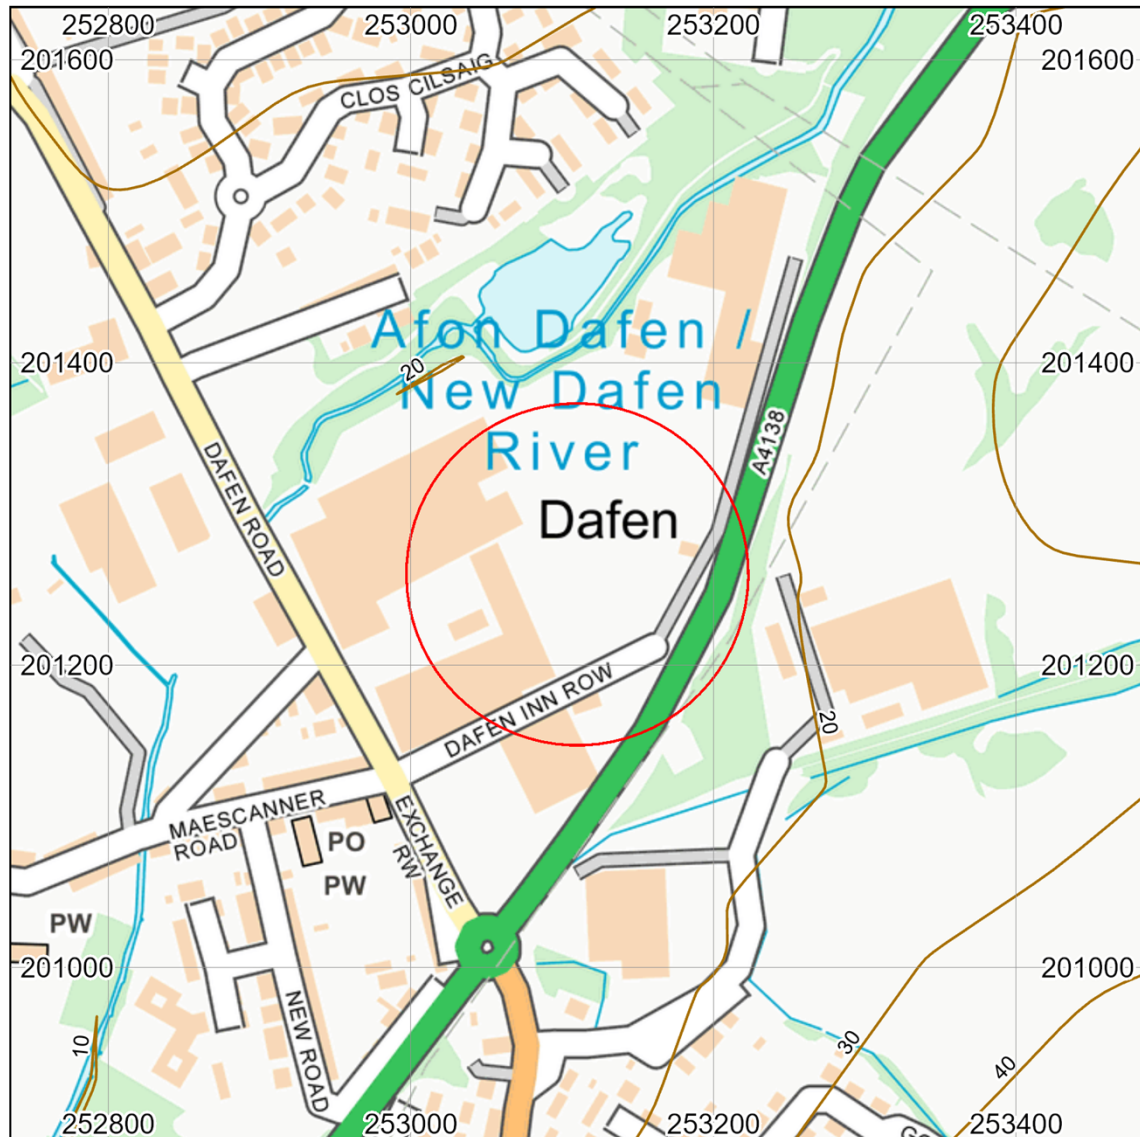 252800
253000
253200
253400
201600
201600
CLOS CILSAIG
Afon Dafen /
New Dafen
River
20
201400
201400
A4138
DAFEN ROAD
Dafen
201200
201200
DAFEN INN ROW
20
MAESCANNER
ROAD
EXCHANGE
RW
PO
PW
PW
201000
201000
NEW ROAD
10
30
40
252800
253000
253200
253400